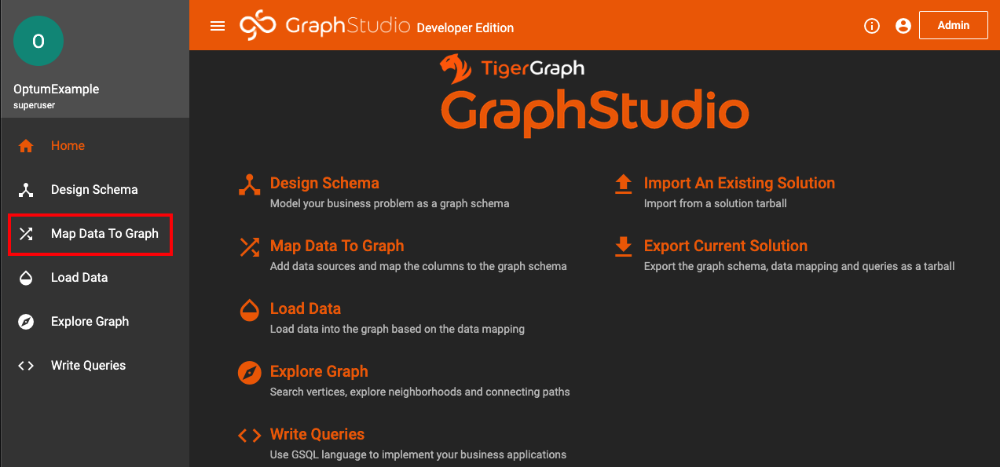 O
OptumExample
superuser
Home
Design Schema
Map Data To Graph
Load Data
Explore Graph
Write Queries
GraphStudio Developer Edition
Admin
TigerGraph
GraphStudio
Design Schema
Model your business problem as a graph schema
Map Data To Graph
Add data sources and map the columns to the graph schema
Load Data
Load data into the graph based on the data mapping
Explore Graph
Search vertices, explore neighborhoods and connecting paths
Write Queries
Use GSQL language to implement your business applications
Import An Existing Solution
Import from a solution tarball
Export Current Solution
Export the graph schema, data mapping and queries as a tarball